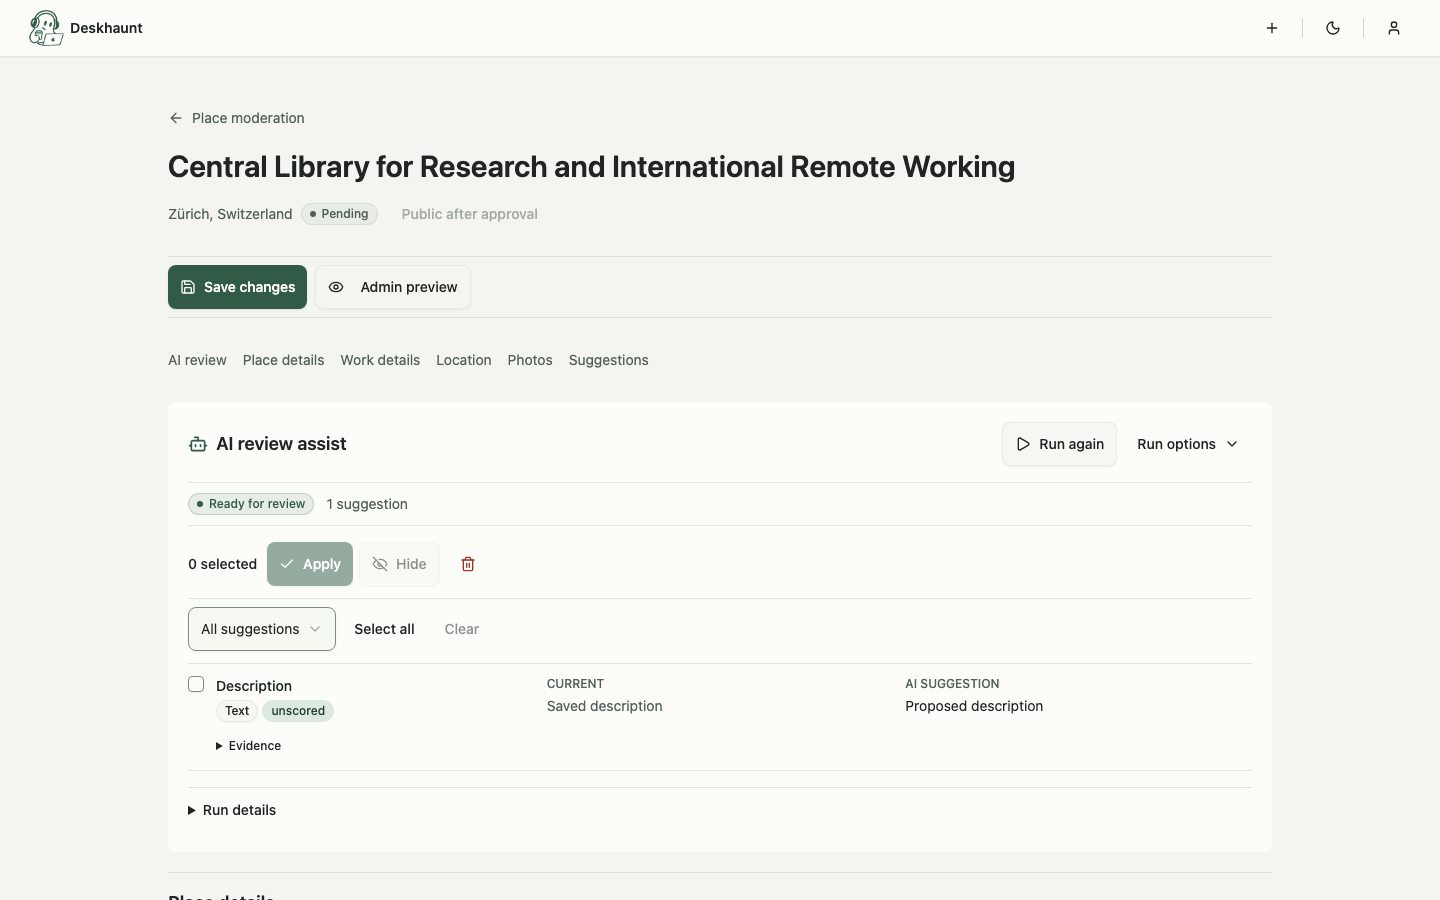 Deskhaunt
Place moderation
Central Library for Research and International Remote Working
Zürich, Switzerland Pending Public after approval
Save changes Admin preview
AI review Place details Work details Location Photos Suggestions
AI review assist Run again Run options
Ready for review 1 suggestion
0 selected Apply Hide
All suggestions Select all Clear
Description CURRENT AI SUGGESTION
Text unscored Saved description Proposed description
Evidence
Run details
Place details